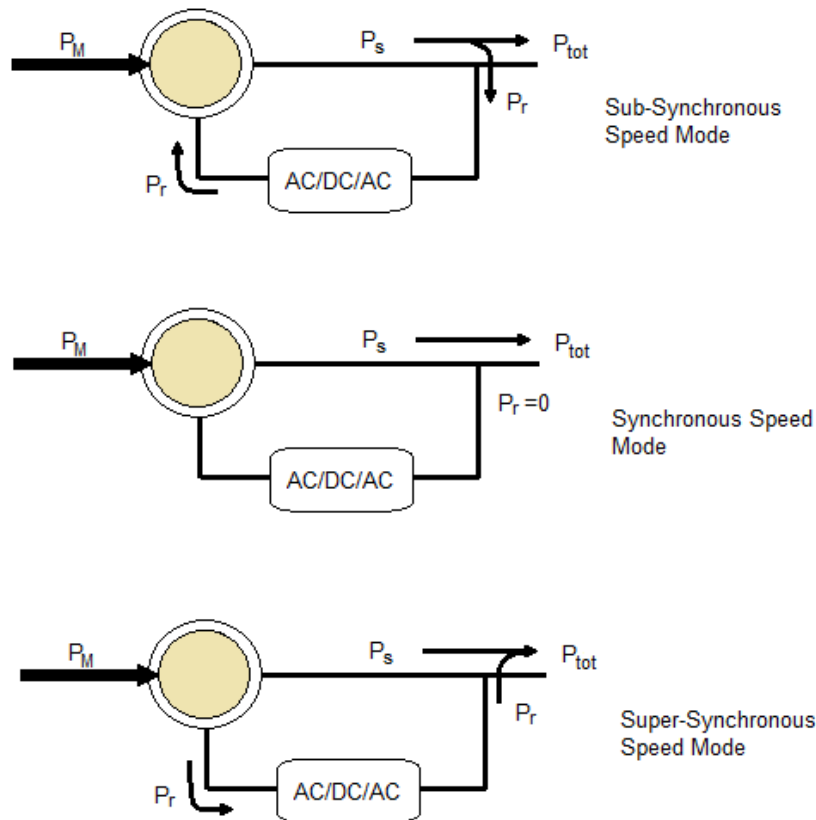 P_M
P_s
P_tot
P_r
Sub-Synchronous
Speed Mode
P_r
AC/DC/AC
P_M
P_s
P_tot
P_r =0
Synchronous Speed
Mode
AC/DC/AC
P_M
P_s
P_tot
P_r
Super-Synchronous
Speed Mode
P_r
AC/DC/AC